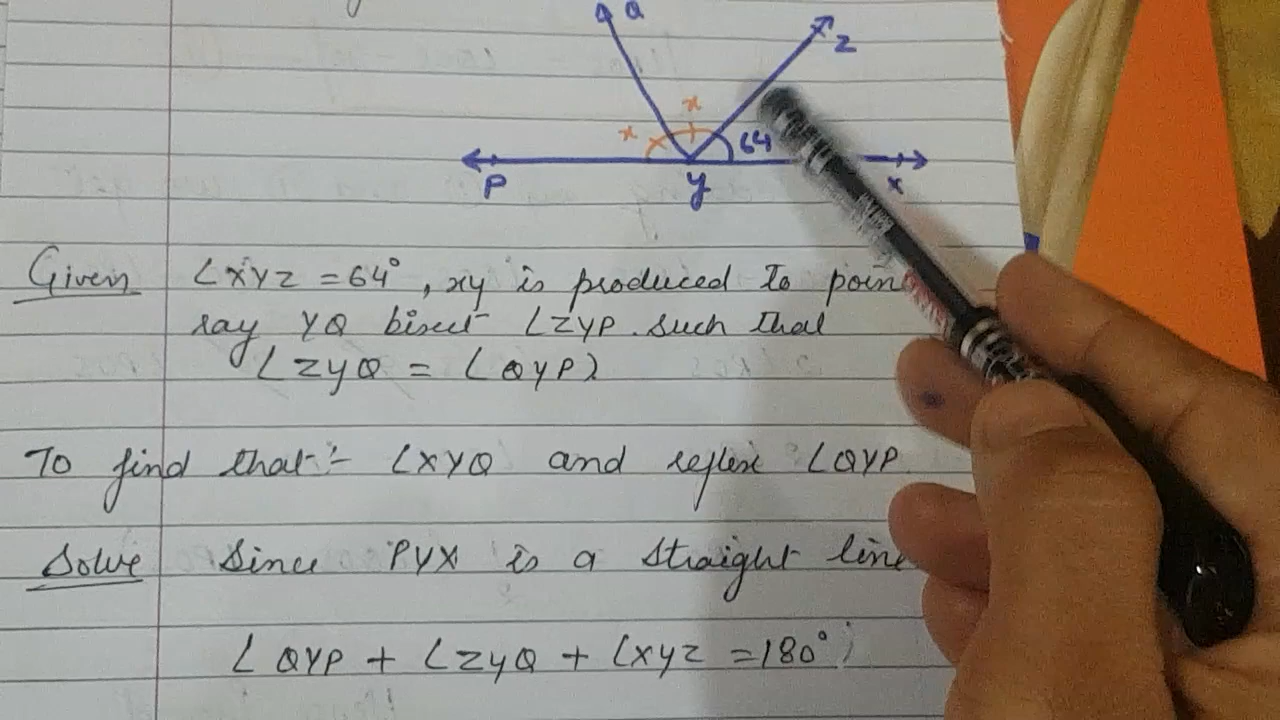 Q
Z
x
x
64
P
y
x
Given ∠XYZ = 64°, xy is produced to
ray YQ bisect ∠ZYP. such that
∠ZYQ = ∠QYP)
To find that :- ∠XYQ and reflex ∠QYP.
Solve Since PYX is a straight line
∠QYP + ∠ZYQ + ∠XYZ = 180°